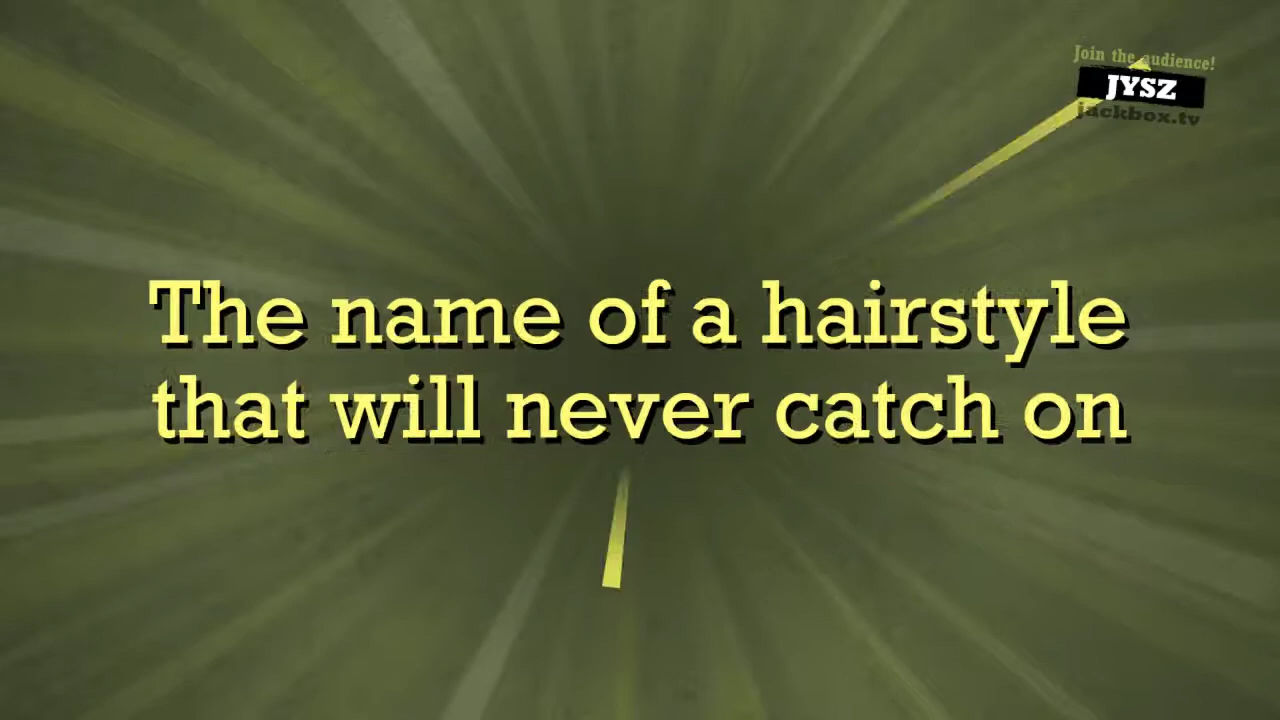 Join the audience!
JYSZ
jackbox.tv
The name of a hairstyle
that will never catch on